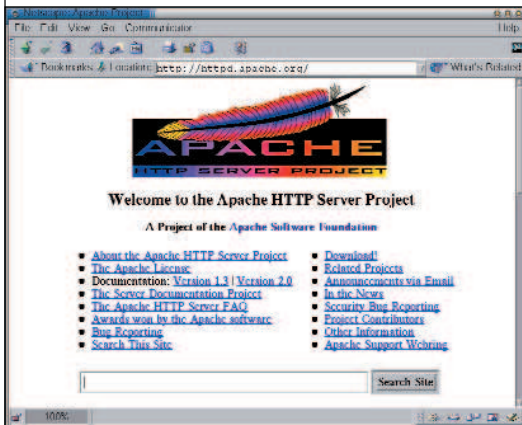 Netscape: Apache Project
File Edit View Go Communicator Help
Bookmarks & Location: http://httpd.apache.org/ What's Related
APACHE
HTTP SERVER PROJECT
Welcome to the Apache HTTP Server Project
A Project of the Apache Software Foundation
About the Apache HTTP Server Project
The Apache License
Documentation: Version 1.3 | Version 2.0
The Server Documentation Project
The Apache HTTP Server FAQ
Awards won by the Apache software
Bug Reporting
Search This Site
Download!
Related Projects
Announcements via Email
In the News
Security Bug Reporting
Project Contributors
Other Information
Apache Support Webring
Search Site
100%